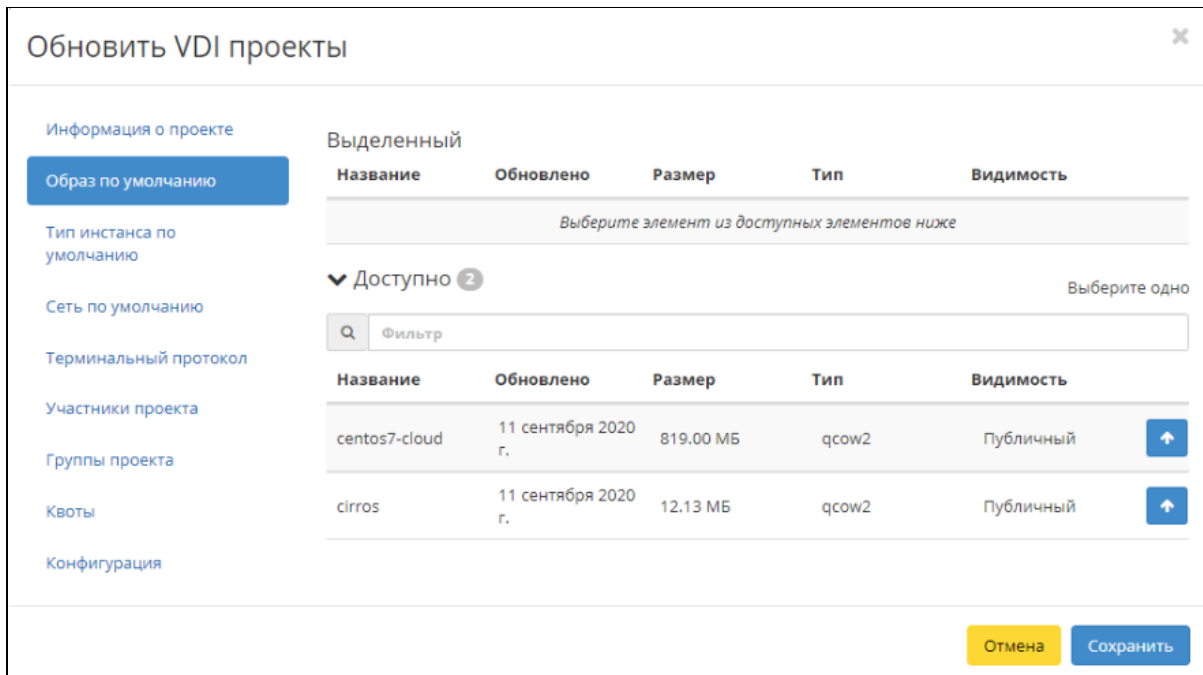 Обновить VDI проекты
×
Информация о проекте
Образ по умолчанию
Тип инстанса по
умолчанию
Сеть по умолчанию
Терминальный протокол
Участники проекта
Группы проекта
Квоты
Конфигурация
Выделенный
Название Обновлено Размер Тип Видимость
Выберите элемент из доступных элементов ниже
Доступно 2
Выберите одно
Фильтр
Название Обновлено Размер Тип Видимость
centos7-cloud 11 сентября 2020 819.00 МБ qcow2 Публичный
г.
cirros 11 сентября 2020 12.13 МБ qcow2 Публичный
г.
Отмена Сохранить